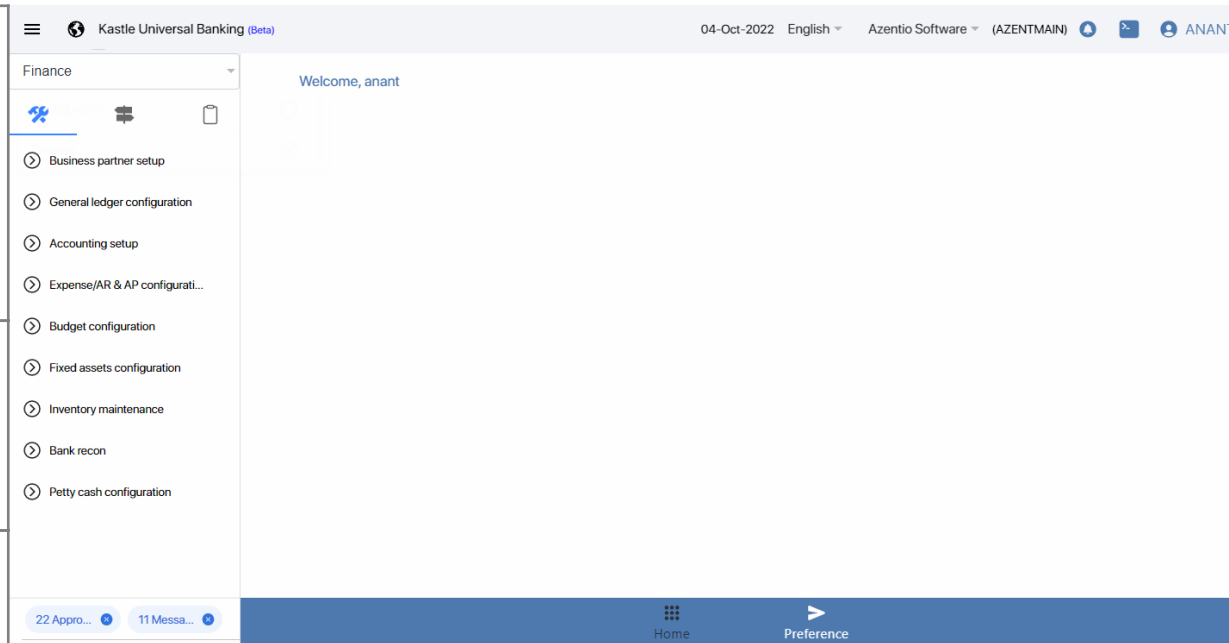 Kastle Universal Banking (Beta)
04-Oct-2022 English Azentio Software (AZENTMAIN) ANANT
Finance
Welcome, anant
Business partner setup
General ledger configuration
Accounting setup
Expense/AR & AP configurati...
Budget configuration
Fixed assets configuration
Inventory maintenance
Bank recon
Petty cash configuration
22 Appro... 11 Messa...
Home Preference